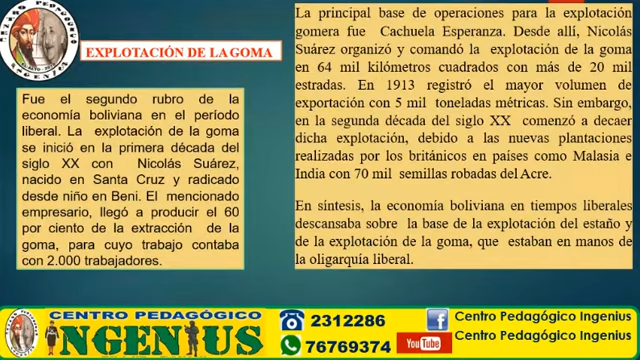 CENTRO PEDAGÓGICO
INGENIUS
EXPLOTACIÓN DE LA GOMA
Fue el segundo rubro de la
economía boliviana en el período
liberal. La explotación de la goma
se inició en la primera década del
siglo XX con Nicolás Suárez,
nacido en Santa Cruz y radicado
desde niño en Beni. El mencionado
empresario, llegó a producir el 60
por ciento de la extracción de la
goma, para cuyo trabajo contaba
con 2.000 trabajadores.
La principal base de operaciones para la explotación
gomera fue Cachuela Esperanza. Desde allí, Nicolás
Suárez organizó y comandó la explotación de la goma
en 64 mil kilómetros cuadrados con más de 20 mil
estradas. En 1913 registró el mayor volumen de
exportación con 5 mil toneladas métricas. Sin embargo,
en la segunda década del siglo XX comenzó a decaer
dicha explotación, debido a las nuevas plantaciones
realizadas por los británicos en países como Malasia e
India con 70 mil semillas robadas del Acre.
En síntesis, la economía boliviana en tiempos liberales
descansaba sobre la base de la explotación del estaño y
de la explotación de la goma, que estaban en manos de
la oligarquía liberal.
CENTRO PEDAGÓGICO
INGENIUS
2312286
76769374
f Centro Pedagógico Ingenius
You Tube Centro Pedagógico Ingenius